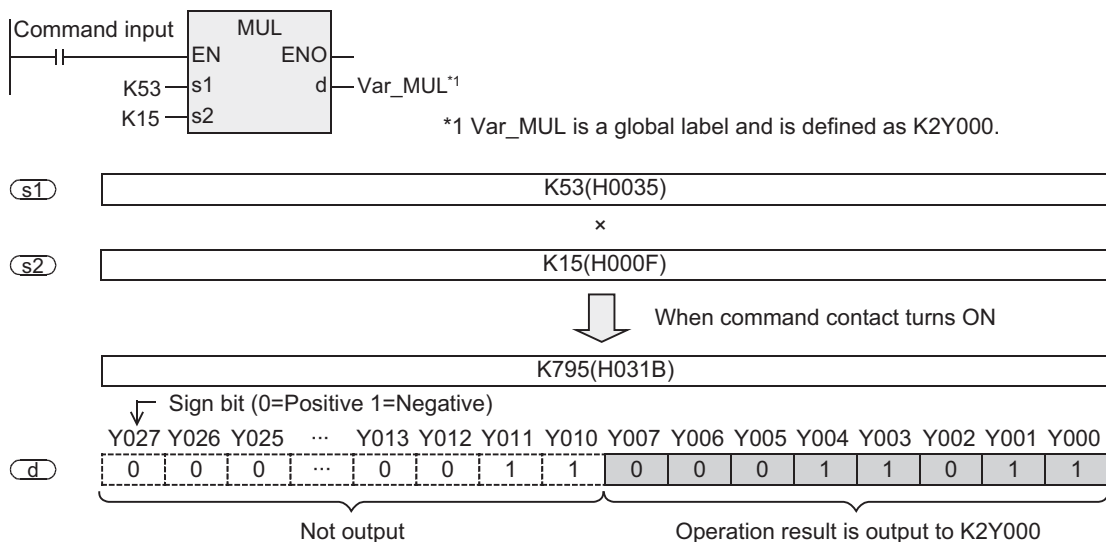 Command input
MUL
EN ENO
K53 s1 d Var_MUL*1
K15 s2
*1 Var_MUL is a global label and is defined as K2Y000.
s1 K53(H0035)
×
s2 K15(H000F)
When command contact turns ON
K795(H031B)
Sign bit (0=Positive 1=Negative)
Y027 Y026 Y025 ··· Y013 Y012 Y011 Y010 Y007 Y006 Y005 Y004 Y003 Y002 Y001 Y000
d 0 0 0 ··· 0 0 1 1 0 0 0 1 1 0 1 1
Not output Operation result is output to K2Y000